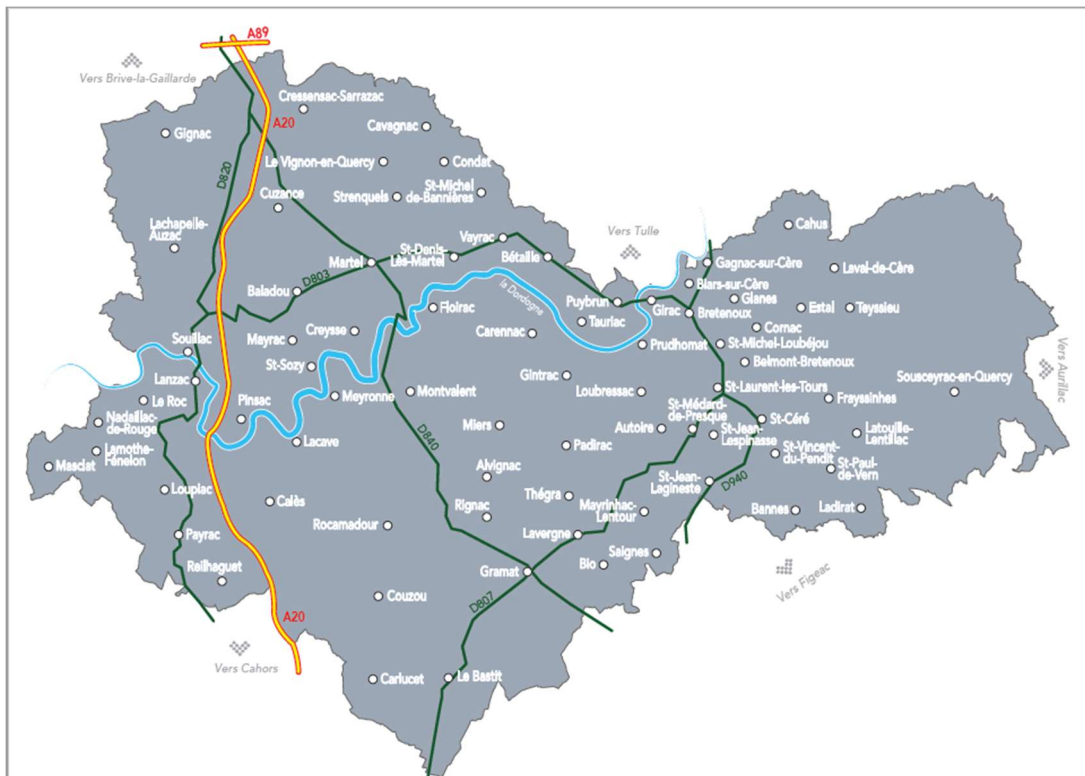 A89
Vers Brive-la-Gaillarde
Cressensac-Sarrazac
A20
Cavagnac
Gignac
Le Vignon-en-Quercy
Condat
D820
Strenquels
St-Michel
de-Bannières
Cuzance
Cahus
Lachapelle-
Auzac
Vayrac
Vers Tulle
St-Denis-
Lès-Martel
Bétaille
Martel
Gagnac-sur-Cère
Laval-de-Cère
D803
Baladou
la Dordogne
Biars-sur-Cère
Glanes
Puybrun
Girac
Bretenoux
Estal
Teyssieu
Floirac
Tauriac
Creysse
Carennac
Cornac
Mayrac
Souillac
Prudhomat
St-Michel-Loubéjou
St-Sozy
Belmont-Bretenoux
Gintrac
Vers Aurillac
Lanzac
Sousceyrac-en-Quercy
Le Roc
Meyronne
Montvalent
Loubressac
St-Laurent-les-Tours
Frayssinhes
Pinsac
Nadaillac-
de-Rouge
Miers
St-Médard-
de-Presque
Autoire
St-Céré
St-Jean-
Lespinasse
Latouille-
Lentillac
Lacave
D840
Padirac
Lamothe-
Fénelon
St-Vincent-
du-Pendit
Masclat
St-Paul-
de-Vern
Alvignac
St-Jean-
Lagineste
D940
Loupiac
Calès
Thégra
Rignac
Mayrinhac-
Lentour
Bannes
Ladirat
Rocamadour
Payrac
Lavergne
Saignes
Bio
Reilhaguet
Gramat
Vers Figeac
Couzou
D807
A20
Vers Cahors
Carlucet
Le Bastit